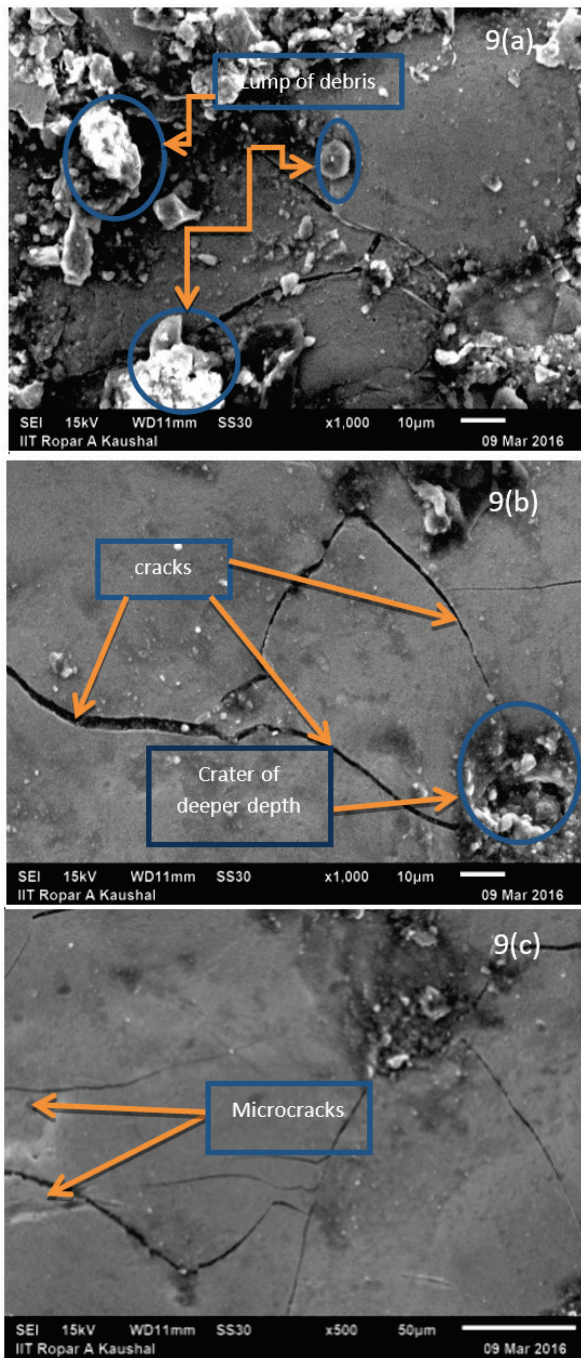 9(a)
Lump of debris
SEI 15kV WD11mm SS30 x1,000 10µm
IIT Ropar A Kaushal 09 Mar 2016
9(b)
cracks
Crater of
deeper depth
SEI 15kV WD11mm SS30 x1,000 10µm
IIT Ropar A Kaushal 09 Mar 2016
9(c)
Microcracks
SEI 15kV WD11mm SS30 x500 50µm
IIT Ropar A Kaushal 09 Mar 2016